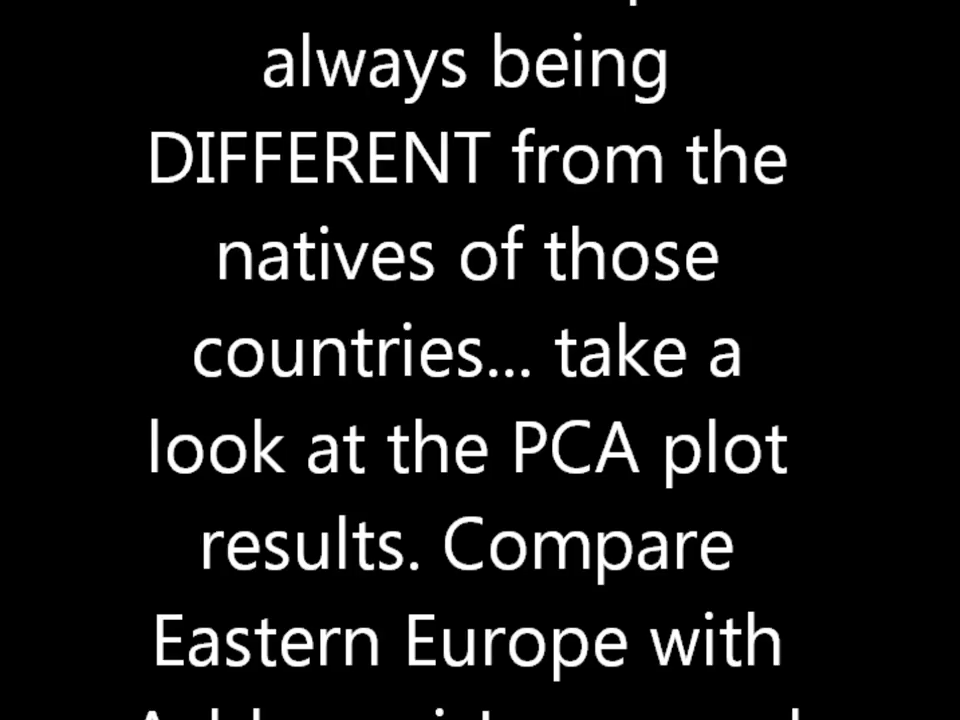 always being
DIFFERENT from the
natives of those
countries... take a
look at the PCA plot
results. Compare
Eastern Europe with